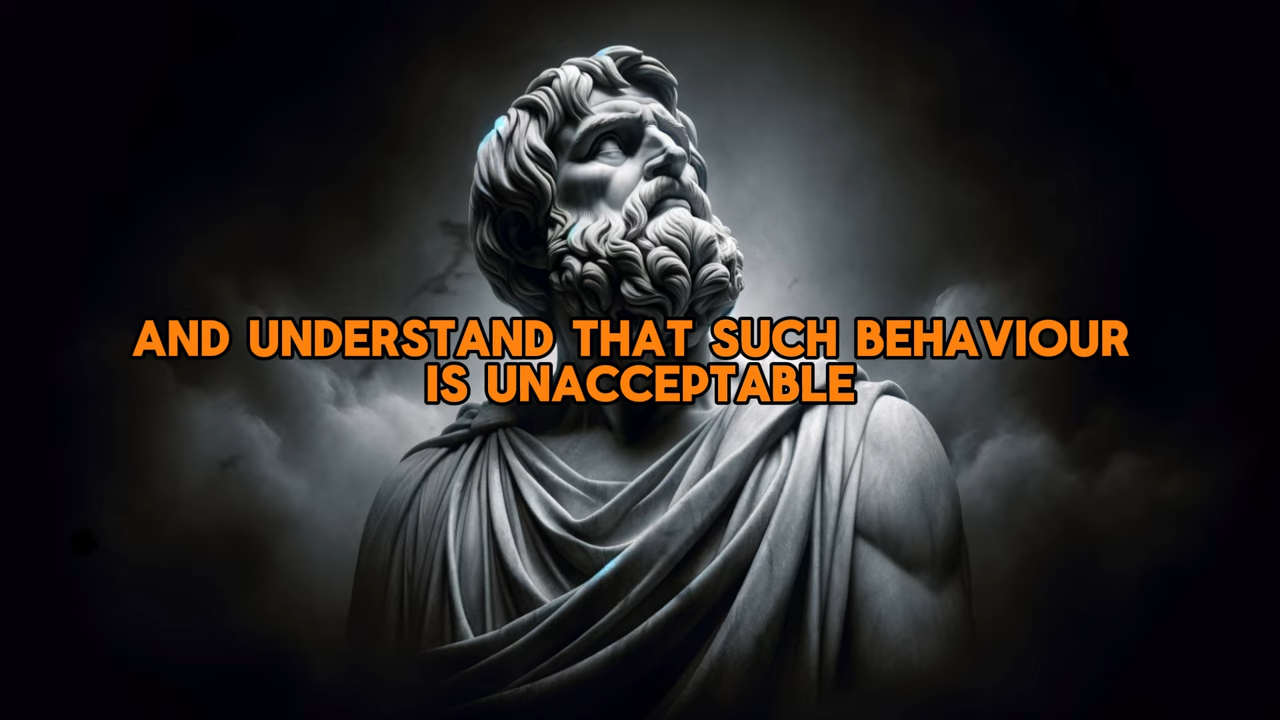 AND UNDERSTAND THAT SUCH BEHAVIOUR
IS UNACCEPTABLE